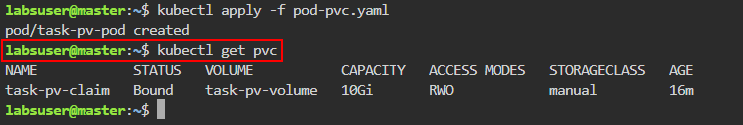 labsuser@master:~$ kubectl apply -f pod-pvc.yaml
pod/task-pv-pod created
labsuser@master:~$ kubectl get pvc
NAME STATUS VOLUME CAPACITY ACCESS MODES STORAGECLASS AGE
task-pv-claim Bound task-pv-volume 10Gi RWO manual 16m
labsuser@master:~$